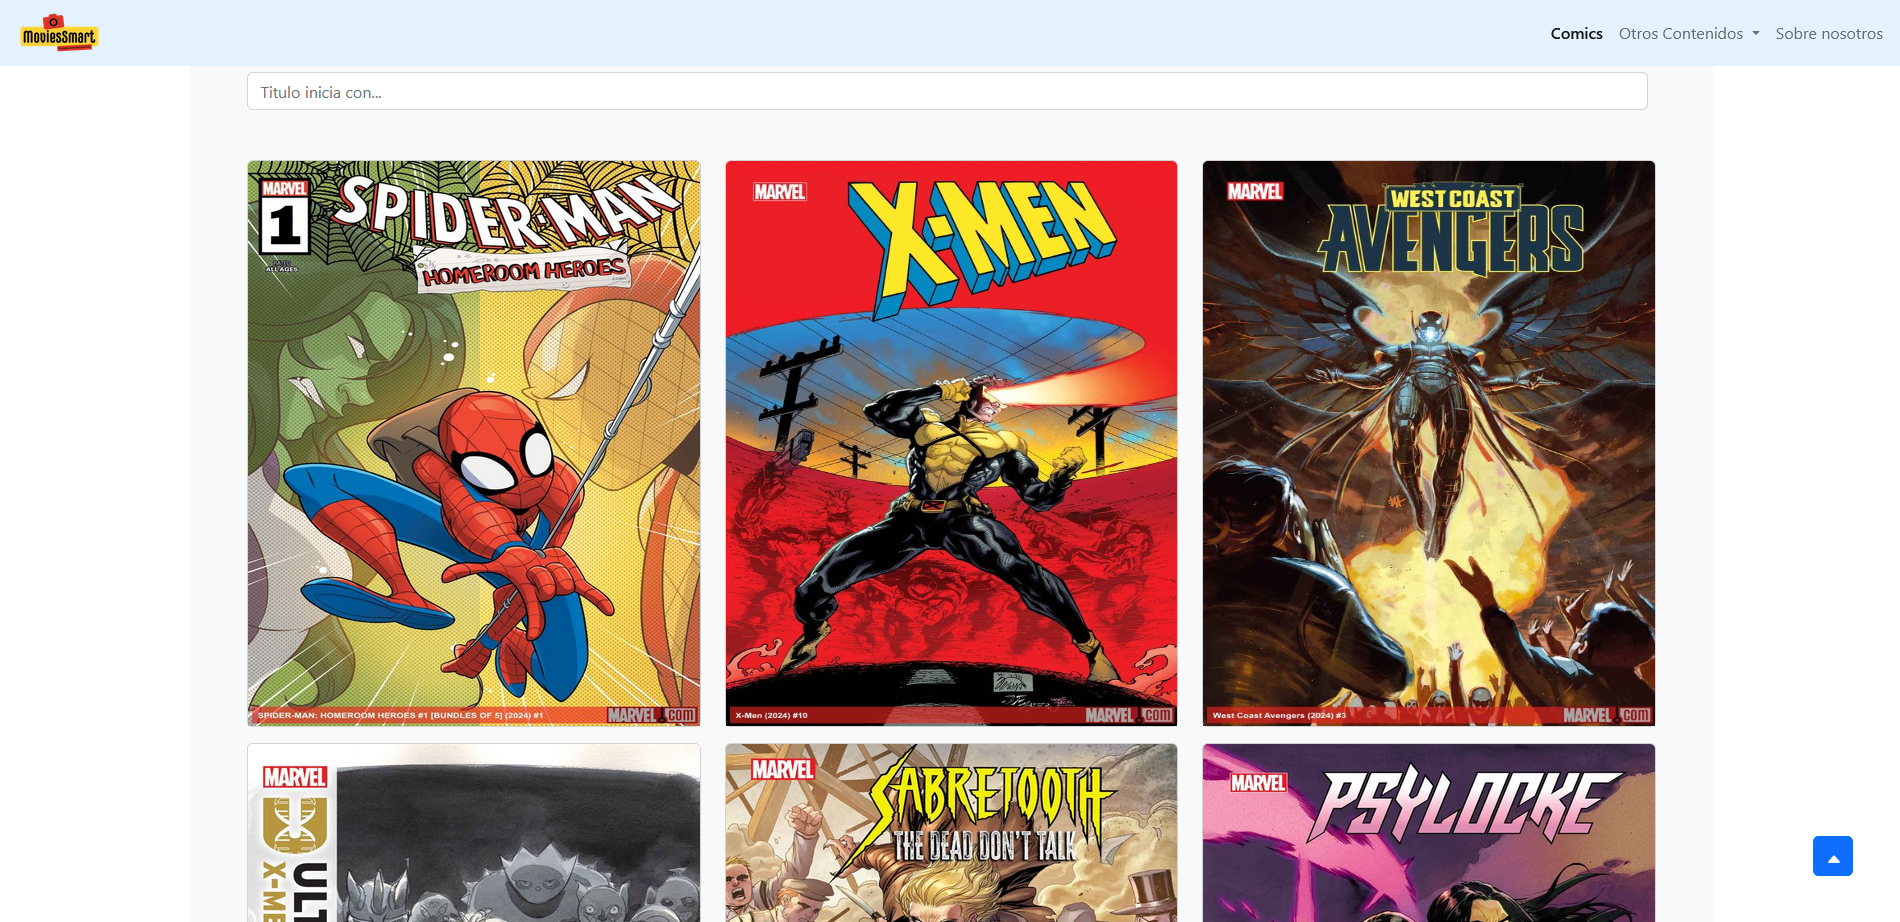 MoviesSmart
Comics
Otros Contenidos
Sobre nosotros
Titulo inicia con...
MARVEL
1
RATED
ALL AGES
SPIDER-MAN
HOMEROOM HEROES
SPIDER-MAN: HOMEROOM HEROES #1 [BUNDLES OF 5] (2024) #1
MARVEL.com
MARVEL
X-MEN
X-Men (2024) #10
MARVEL.com
MARVEL
WEST COAST
AVENGERS
West Coast Avengers (2024) #3
MARVEL.com
MARVEL
ULT
X-ME
MARVEL
SABRETOOTH
THE DEAD DON'T TALK
MARVEL
PSYLOCKE